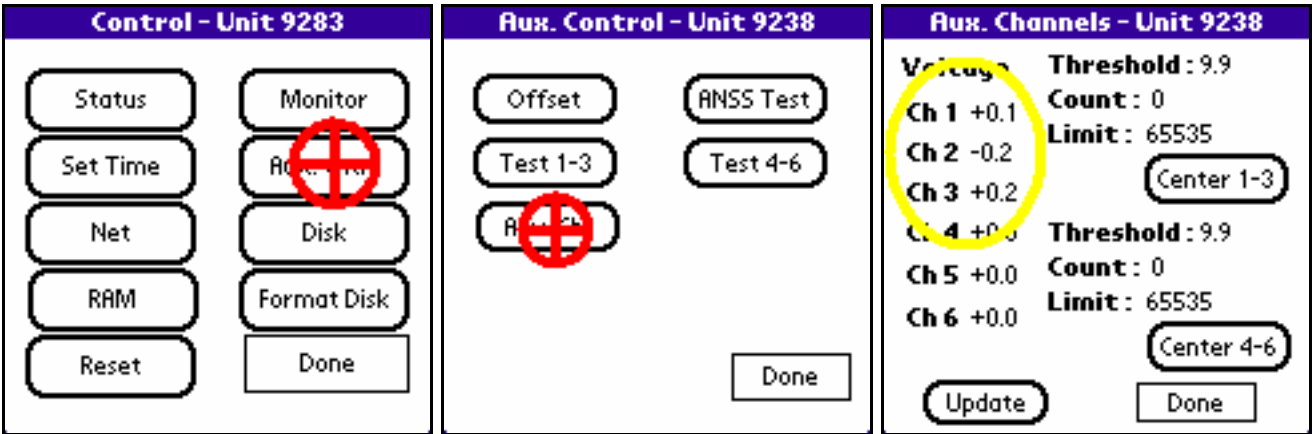 Control - Unit 9283
Status
Monitor
Set Time
Net
Disk
RAM
Format Disk
Reset
Done
Aux. Control - Unit 9238
Offset
ANSS Test
Test 1-3
Test 4-6
Done
Aux. Channels - Unit 9238
Voltage
Ch 1 +0.1
Ch 2 -0.2
Ch 3 +0.2
Ch 4
Ch 5 +0.0
Ch 6 +0.0
Threshold : 9.9
Count : 0
Limit : 65535
Center 1-3
Threshold : 9.9
Count : 0
Limit : 65535
Center 4-6
Update
Done